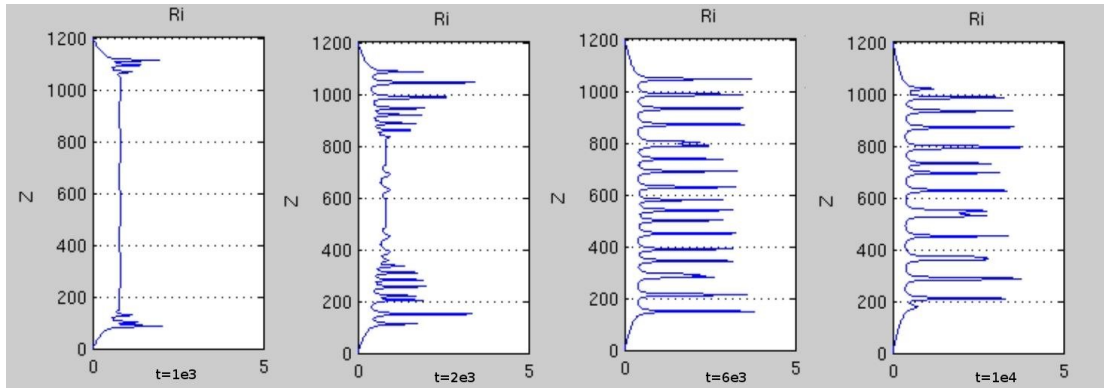 Ri Ri Ri Ri
1200 1200 1200 1200
1000 1000 1000 1000
800 800 800 800
Z 600 Z 600 Z 600 Z 600
400 400 400 400
200 200 200 200
0 0 0 0
0 5 0 5 0 5 0 5
t=1e3 t=2e3 t=6e3 t=1e4